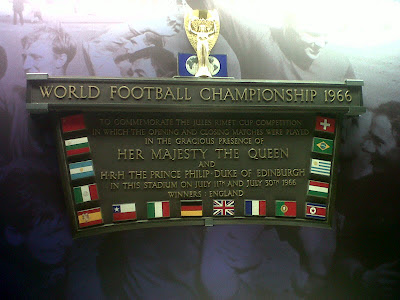 WORLD FOOTBALL CHAMPIONSHIP 1966
TO COMMEMORATE THE JULES RIMET CUP COMPETITION
IN WHICH THE OPENING AND CLOSING MATCHES WERE PLAYED
IN THE GRACIOUS PRESENCE OF
HER MAJESTY THE QUEEN
AND
H·R·H·THE PRINCE PHILIP·DUKE OF EDINBURGH
IN THIS STADIUM ON JULY 11TH AND JULY 30TH 1966
WINNERS : ENGLAND